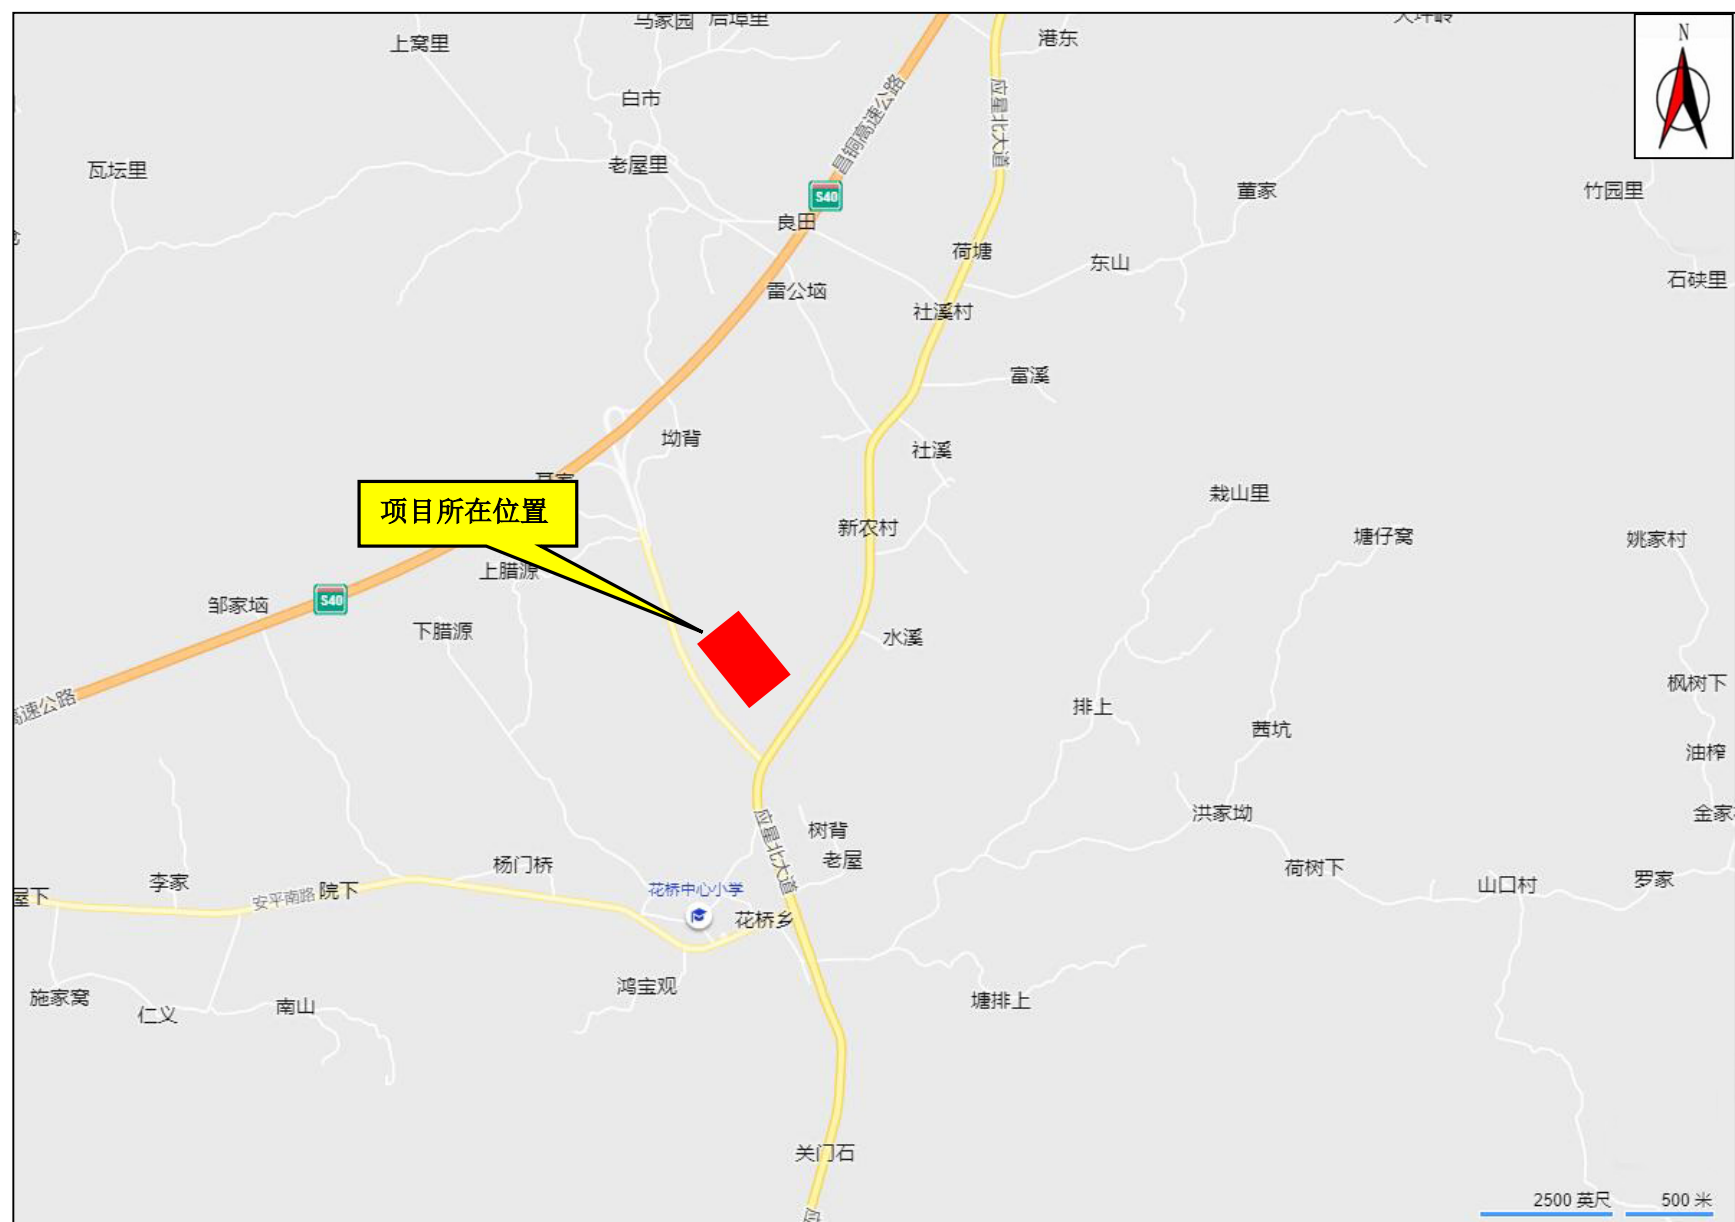 后埠里
N
上窝里
港东
白市
昌铜高速公路
应星北大道
老屋里
瓦坛里
董家
竹园里
S40
良田
荷塘
东山
石硖里
雷公垴
社溪村
富溪
坳背
社溪
栽山里
项目所在位置
新农村
塘仔窝
姚家村
上腊源
S40
邹家垴
下腊源
水溪
枫树下
高速公路
排上
茜坑
油榨
洪家坳
金家
应星北大道
树背
老屋
杨门桥
荷树下
李家
花桥中心小学
山口村
罗家
屋下
安平南路
院下
花桥乡
鸿宝观
施家窝
仁义
南山
塘排上
关门石
2500 英尺
500 米
应